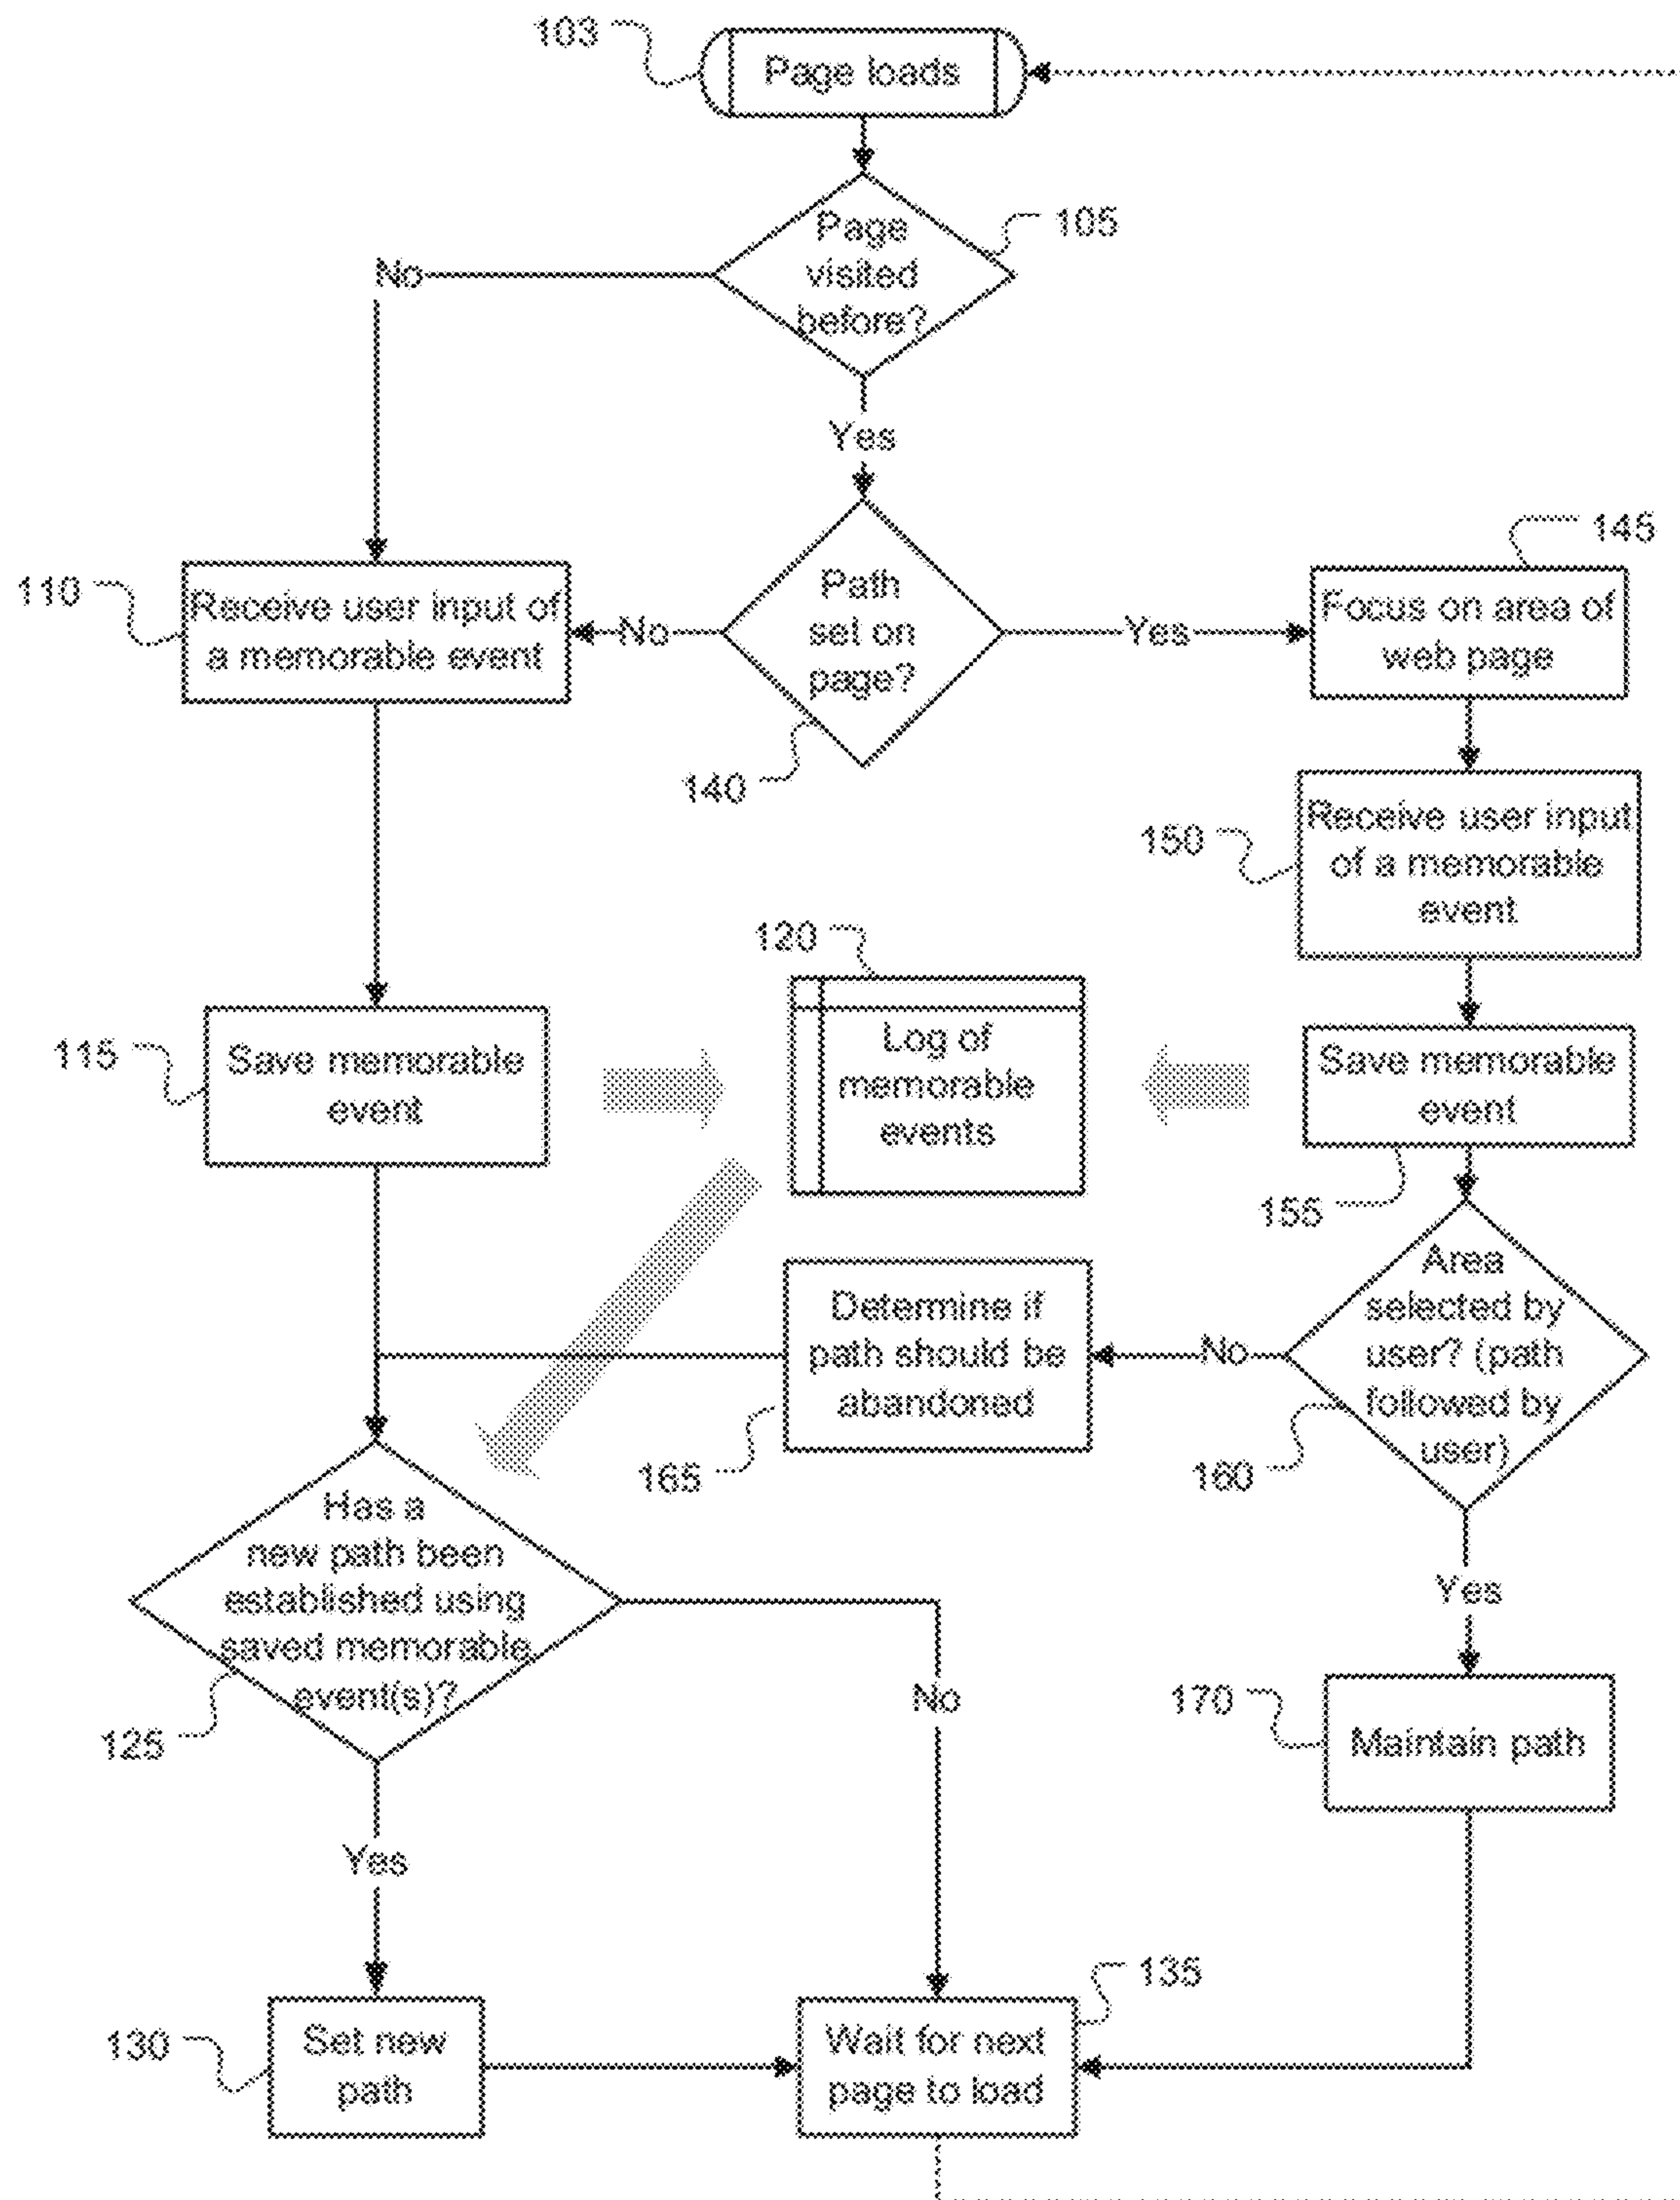 103
Page loads
Page
visited
before?
105
No
Yes
110
Receive user input of
a memorable event
No
Path
set on
page?
140
Yes
145
Focus on area of
web page
150
Receive user input
of a memorable
event
115
Save memorable
event
120
Log of
memorable
events
Save memorable
event
155
Determine if
path should be
abandoned
165
No
Area
selected by
user? (path
followed by
user)
160
Has a
new path been
established using
saved memorable
event(s)?
125
No
Yes
170
Maintain path
Yes
130
Set new
path
135
Wait for next
page to load